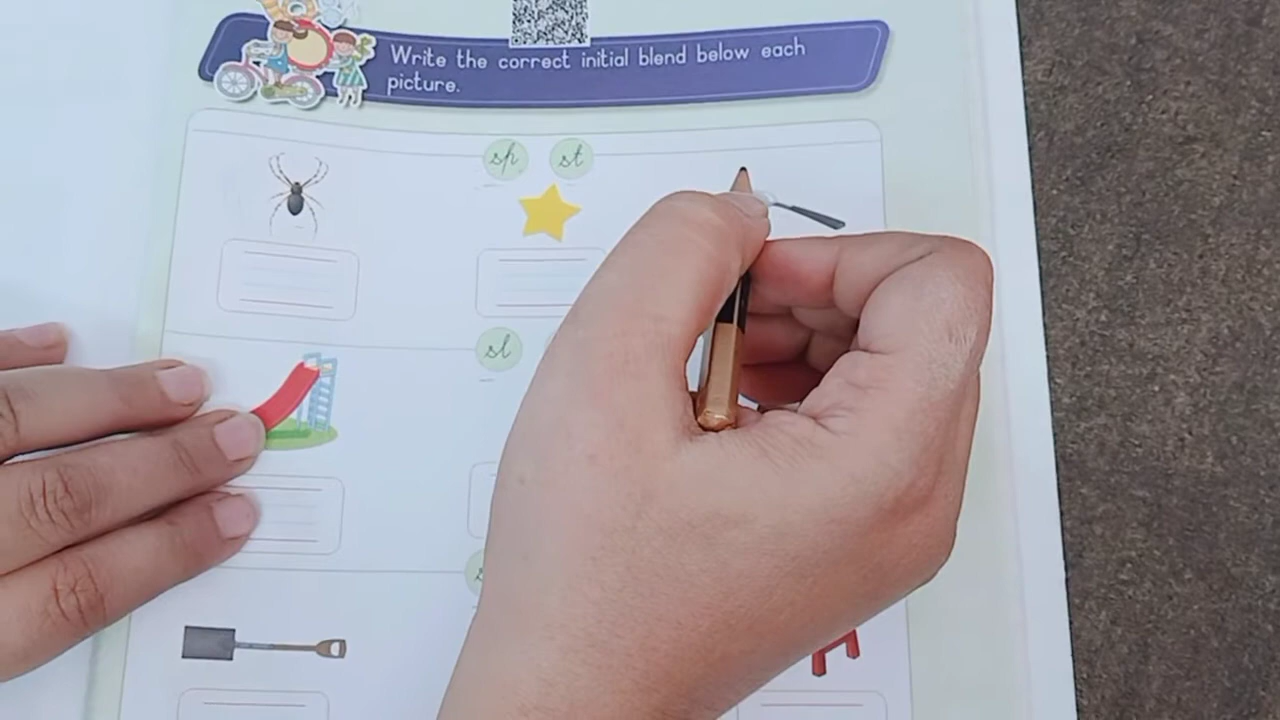 Write the correct initial blend below each
picture.
sp st
sl